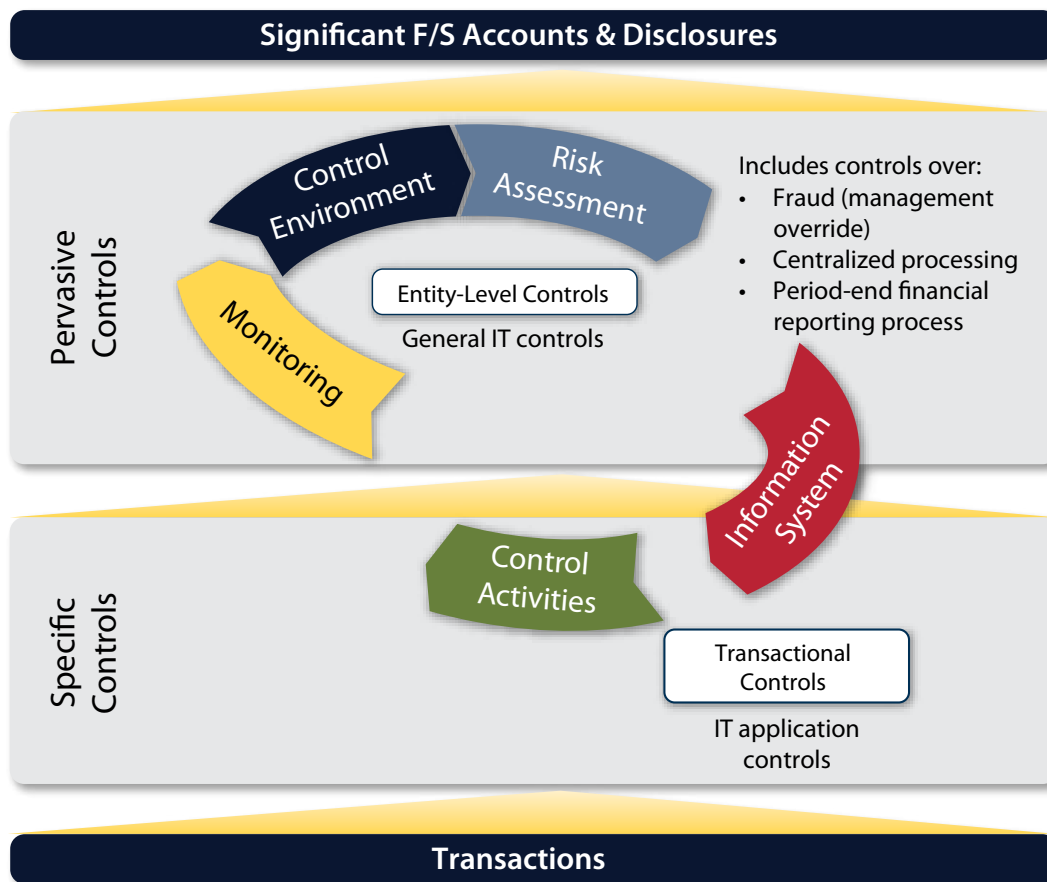 Significant F/S Accounts & Disclosures
Pervasive
Controls
Control
Environment
Risk
Assessment
Monitoring
Entity-Level Controls
General IT controls
Includes controls over:
• Fraud (management
override)
• Centralized processing
• Period-end financial
reporting process
Information
System
Specific
Controls
Control
Activities
Transactional
Controls
IT application
controls
Transactions